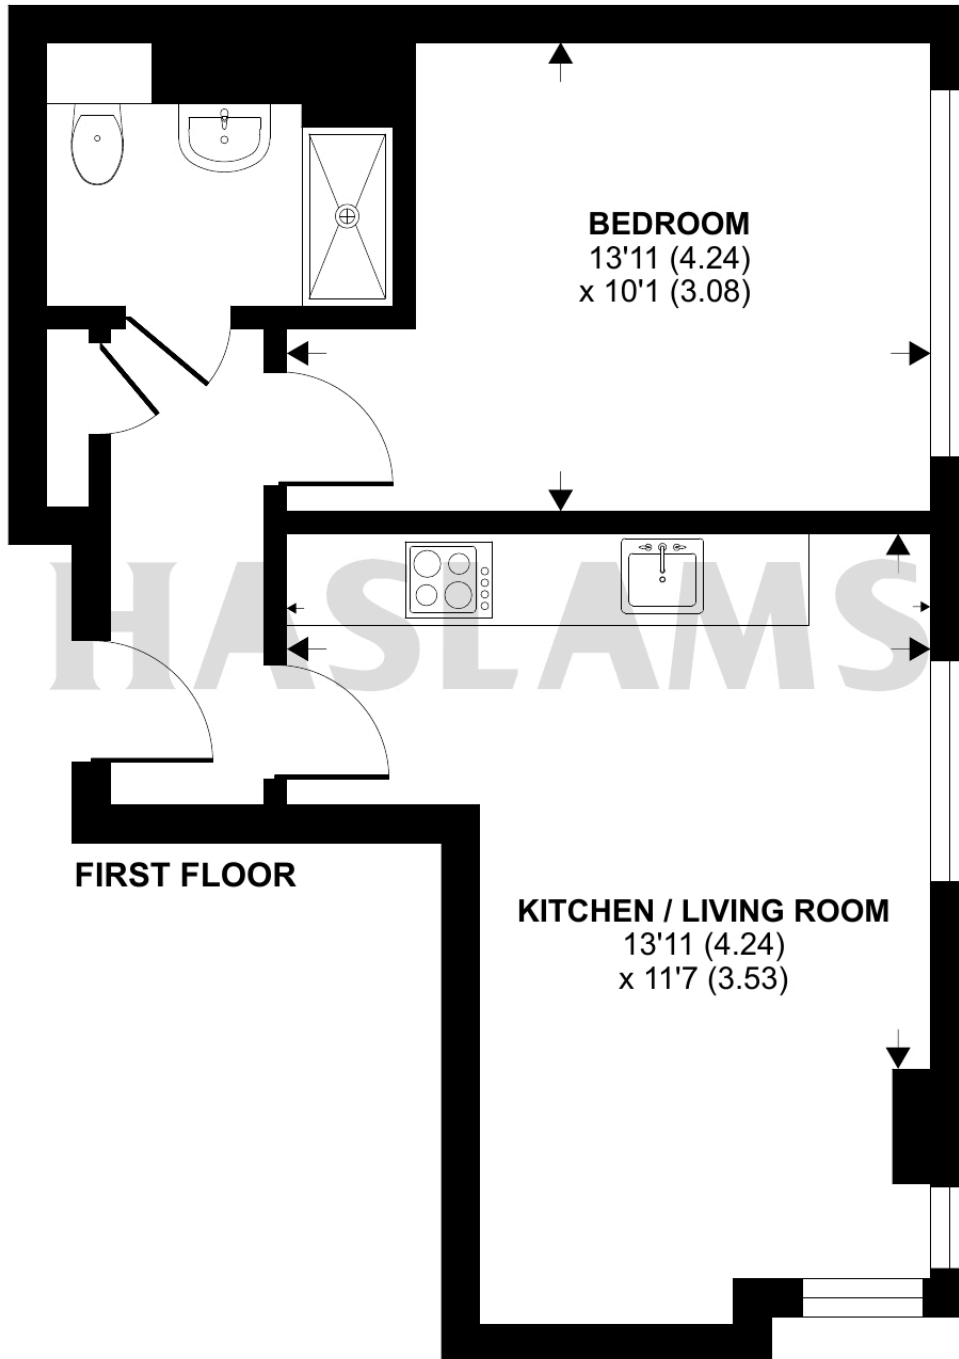 BEDROOM
13'11 (4.24)
x 10'1 (3.08)
HASLAMS
FIRST FLOOR
KITCHEN / LIVING ROOM
13'11 (4.24)
x 11'7 (3.53)